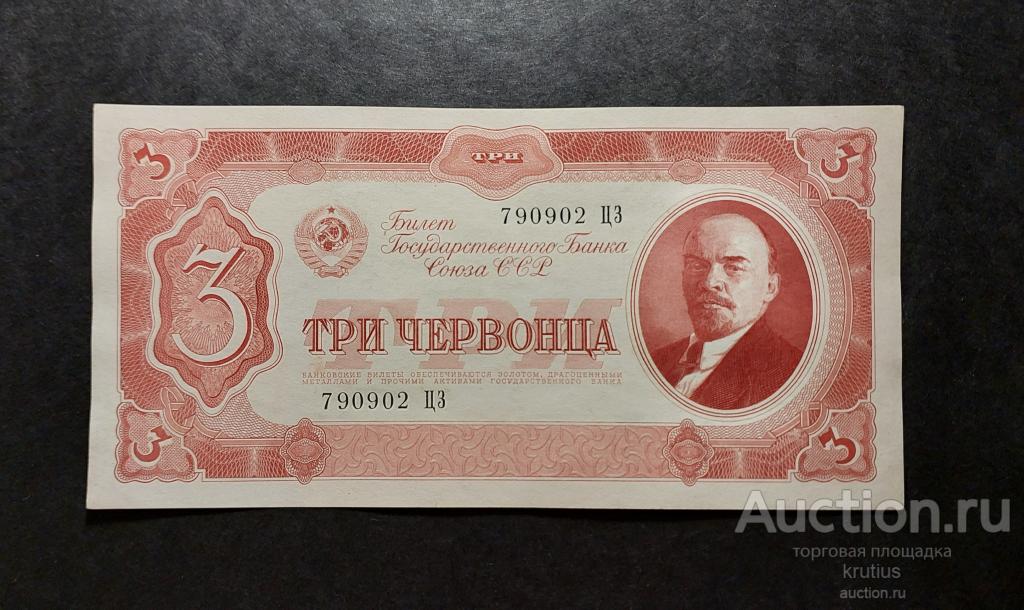 3
ТРИ
3
Билет
790902 ЦЗ
Государственного Банка
Союза ССР
3
ТРИ
ТРИ ЧЕРВОНЦА
БАНКОВСКИЕ БИЛЕТЫ ОБЕСПЕЧИВАЮТСЯ ЗОЛОТОМ, ДРАГОЦЕННЫМИ
МЕТАЛЛАМИ И ПРОЧИМИ АКТИВАМИ ГОСУДАРСТВЕННОГО БАНКА
790902 ЦЗ
3
3
Auction.ru
торговая площадка
krutius
auction.ru